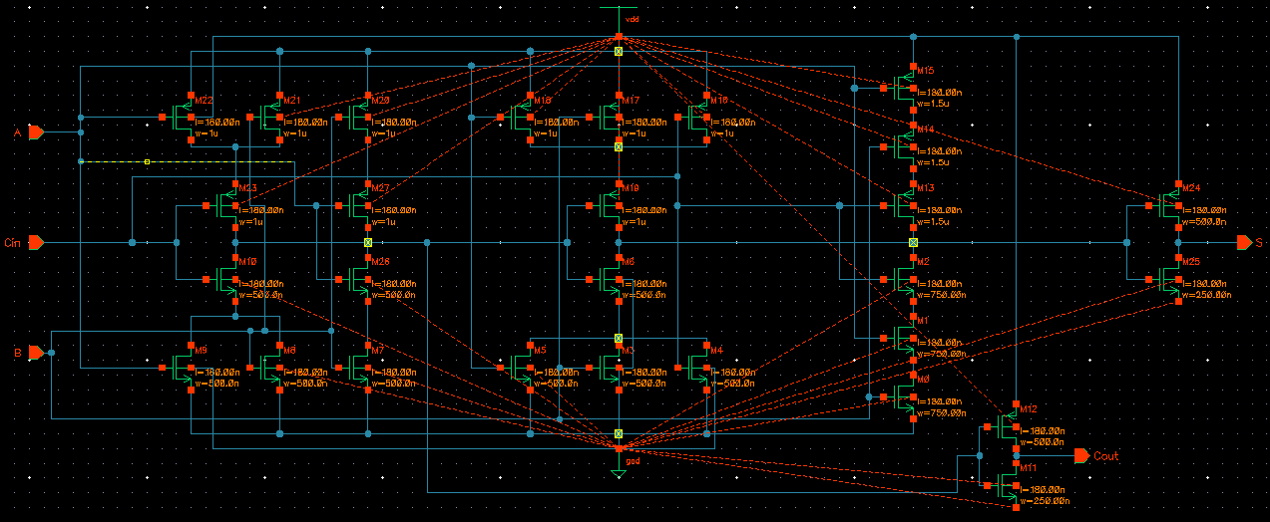 vdd
M15
l=180.00n
w=1.5u
M22
l=180.00n
w=1u
M21
l=180.00n
w=1u
M20
l=180.00n
w=1u
M18
l=180.00n
w=1u
M17
l=180.00n
w=1u
l=180.00n
w=1u
A
M14
l=180.00n
w=1.5u
M23
l=180.00n
w=1u
M27
l=180.00n
w=1u
M19
l=180.00n
w=1u
M13
l=180.00n
w=1.5u
M24
l=180.00n
w=500.0n
Cin
S
M10
l=180.00n
w=500.0n
M26
l=180.00n
w=500.0n
M6
l=180.00n
w=500.0n
M2
l=180.00n
w=750.00n
M25
l=180.00n
w=250.00n
M1
l=180.00n
w=750.00n
B
M9
l=180.00n
w=500.0n
M8
l=180.00n
w=500.0n
M7
l=180.00n
w=500.0n
M5
l=180.00n
w=500.0n
M3
l=180.00n
w=500.0n
M4
l=180.00n
w=500.0n
M0
l=180.00n
w=750.00n
M12
l=180.00n
w=500.0n
gnd
Cout
M11
l=180.00n
w=250.00n